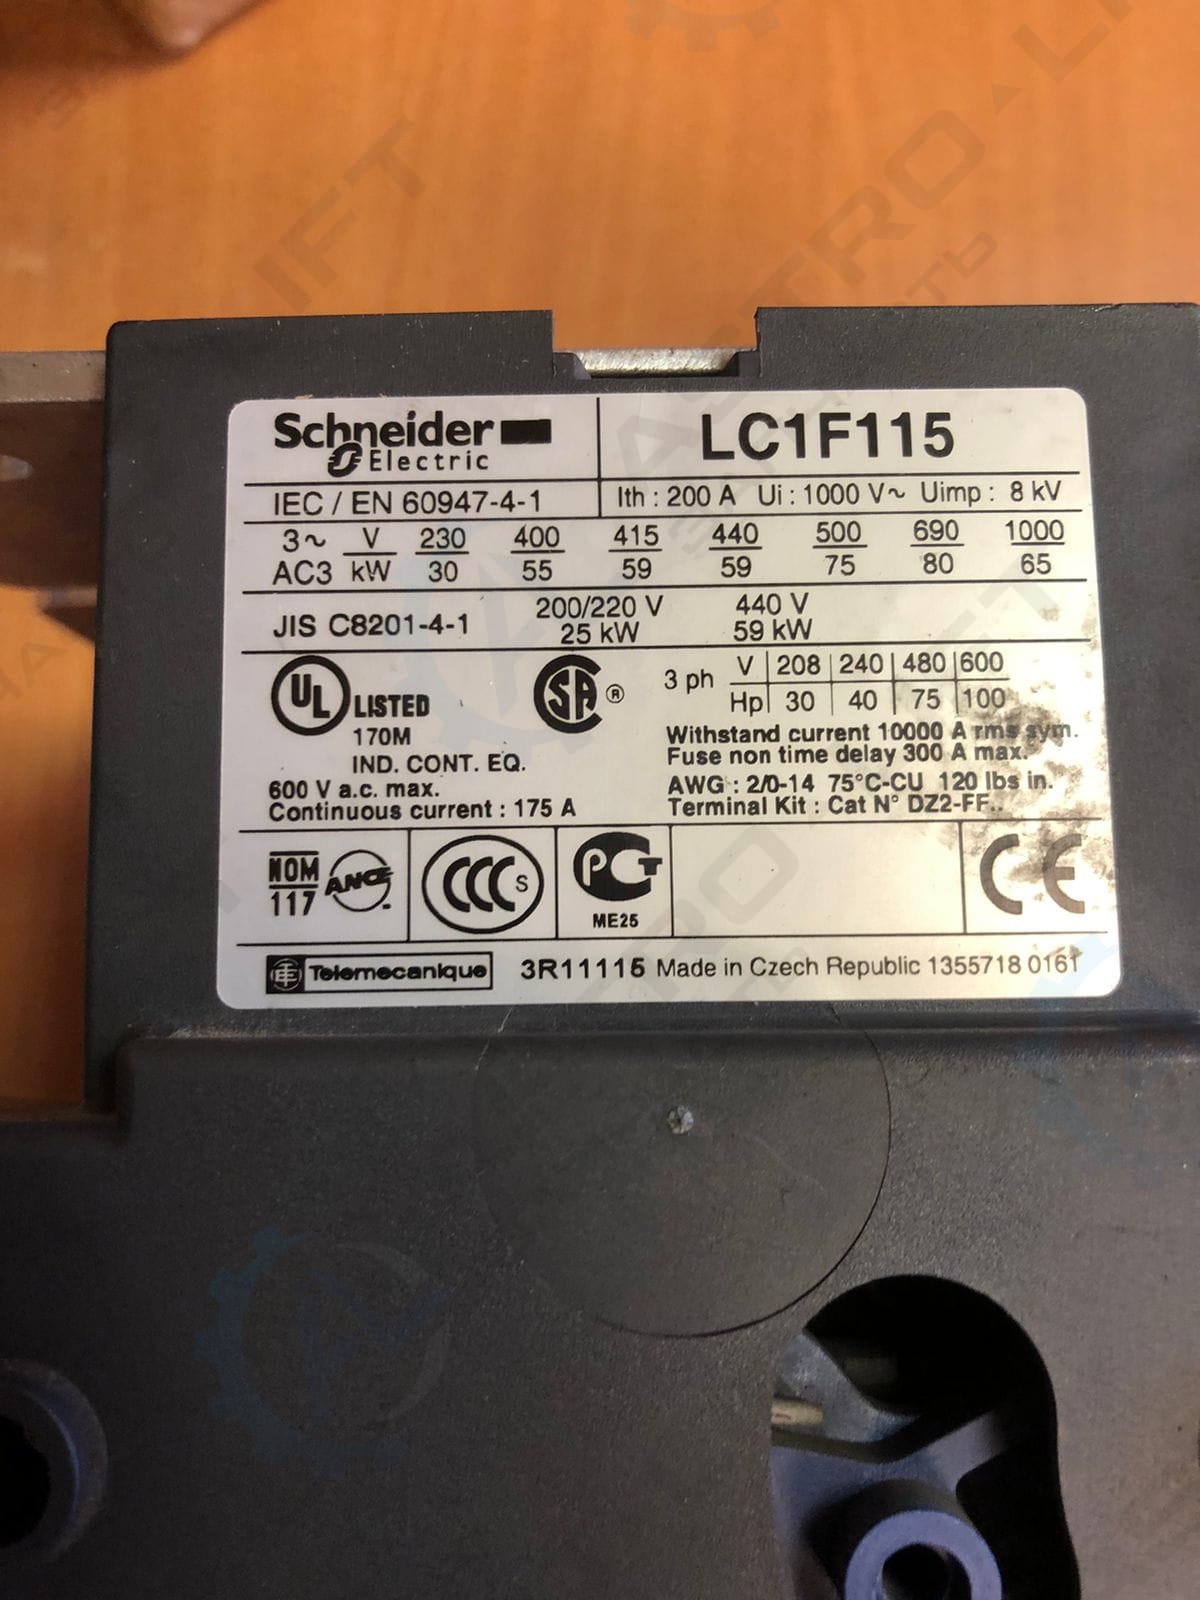 Schneider
Electric
LC1F115
IEC / EN 60947-4-1
Ith : 200 A Ui : 1000 V~ Uimp : 8 kV
3~ V 230 400 415 440 500 690 1000
AC3 kW 30 55 59 59 75 80 65
JIS C8201-4-1
200/220 V 440 V
25 kW 59 kW
UL LISTED
170M
IND. CONT. EQ.
600 V a.c. max.
Continuous current : 175 A
SA ®
3 ph V 208 240 480 600
Hp 30 40 75 100
Withstand current 10000 A rms sym.
Fuse non time delay 300 A max.
AWG : 2/0-14 75°C-CU 120 lbs in.
Terminal Kit : Cat N° DZ2-FF..
NOM
117
ANCE
CCC S
PCT
ME25
CE
Telemecanique 3R11115 Made in Czech Republic 1355718 0161